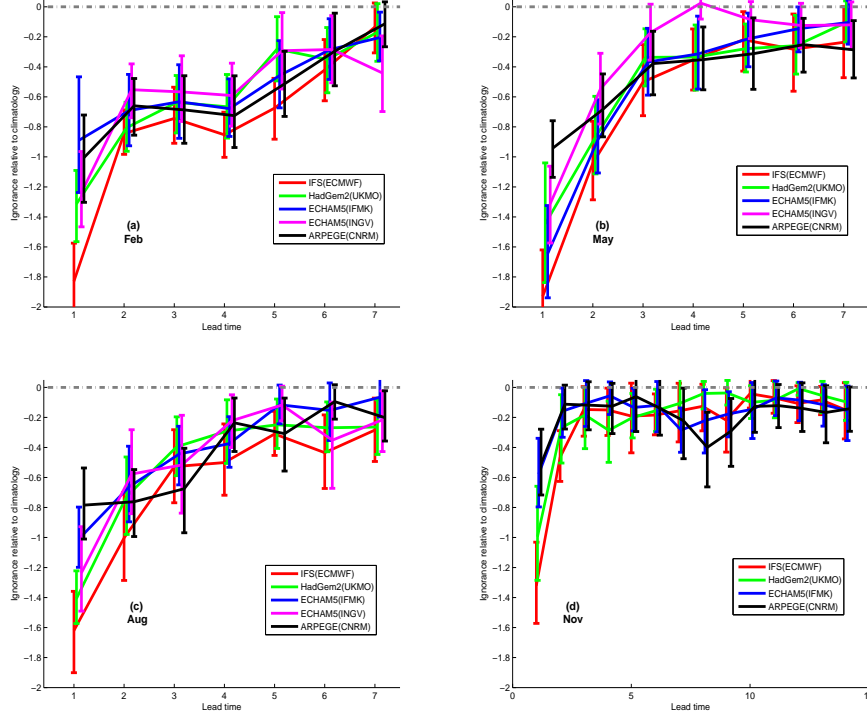 0
−0.2
−0.4
−0.6
−0.8
−1
−1.2
−1.4
−1.6
−1.8
−2
Ignorance relative to climatology
1 2 3 4 5 6 7
Lead time
(a)
Feb
IFS(ECMWF)
HadGem2(UKMO)
ECHAM5(IFMK)
ECHAM5(INGV)
ARPEGE(CNRM)
0
−0.2
−0.4
−0.6
−0.8
−1
−1.2
−1.4
−1.6
−1.8
−2
Ignorance relative to climatology
1 2 3 4 5 6 7
Lead time
(b)
May
IFS(ECMWF)
HadGem2(UKMO)
ECHAM5(IFMK)
ECHAM5(INGV)
ARPEGE(CNRM)
0
−0.2
−0.4
−0.6
−0.8
−1
−1.2
−1.4
−1.6
−1.8
−2
Ignorance relative to climatology
1 2 3 4 5 6 7
Lead time
(c)
Aug
IFS(ECMWF)
HadGem2(UKMO)
ECHAM5(IFMK)
ECHAM5(INGV)
ARPEGE(CNRM)
0
−0.2
−0.4
−0.6
−0.8
−1
−1.2
−1.4
−1.6
−1.8
−2
Ignorance relative to climatology
0 5 10
Lead time
(d)
Nov
IFS(ECMWF)
HadGem2(UKMO)
ECHAM5(IFMK)
ARPEGE(CNRM)